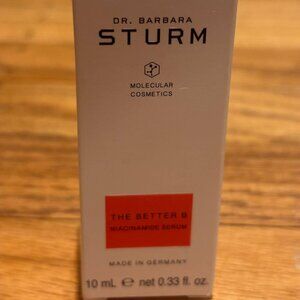 DR. BARBARA
STURM
MOLECULAR
COSMETICS
THE BETTER B
NIACINAMIDE SERUM
MADE IN GERMANY
10 mL ℮ net 0.33 fl. oz.